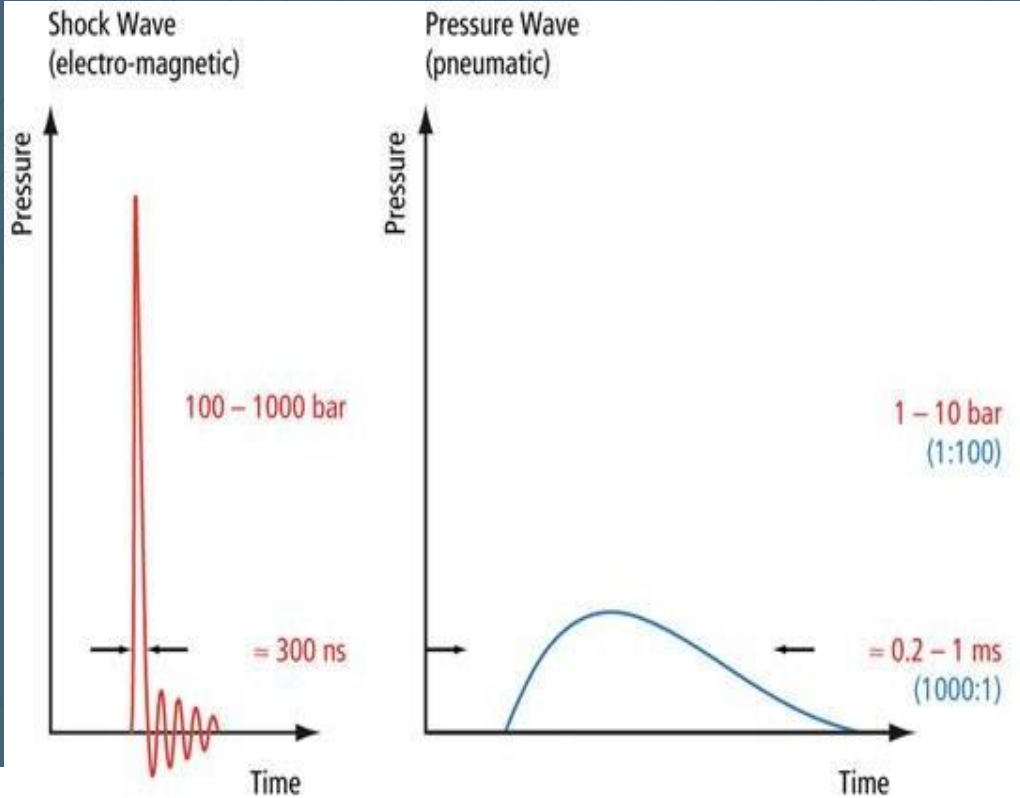 Shock Wave
(electro-magnetic)
Pressure
100 – 1000 bar
≈ 300 ns
Time
Pressure Wave
(pneumatic)
Pressure
1 – 10 bar
(1:100)
≈ 0.2 – 1 ms
(1000:1)
Time